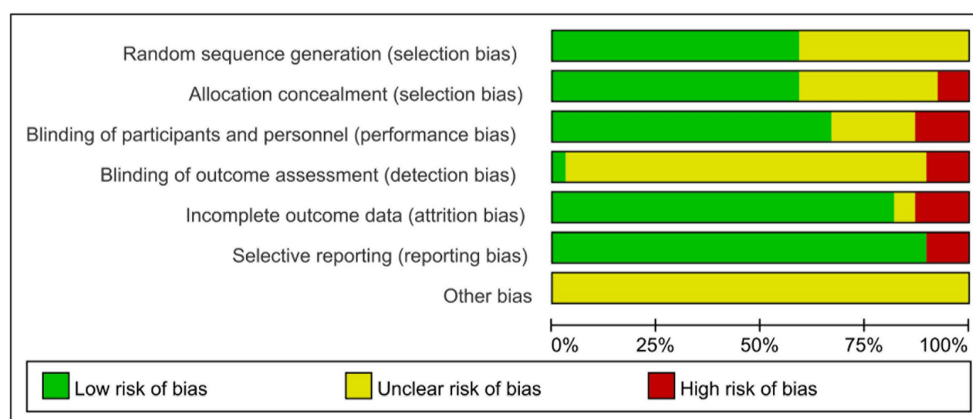 Random sequence generation (selection bias)
Allocation concealment (selection bias)
Blinding of participants and personnel (performance bias)
Blinding of outcome assessment (detection bias)
Incomplete outcome data (attrition bias)
Selective reporting (reporting bias)
Other bias
0% 25% 50% 75% 100%
Low risk of bias Unclear risk of bias High risk of bias